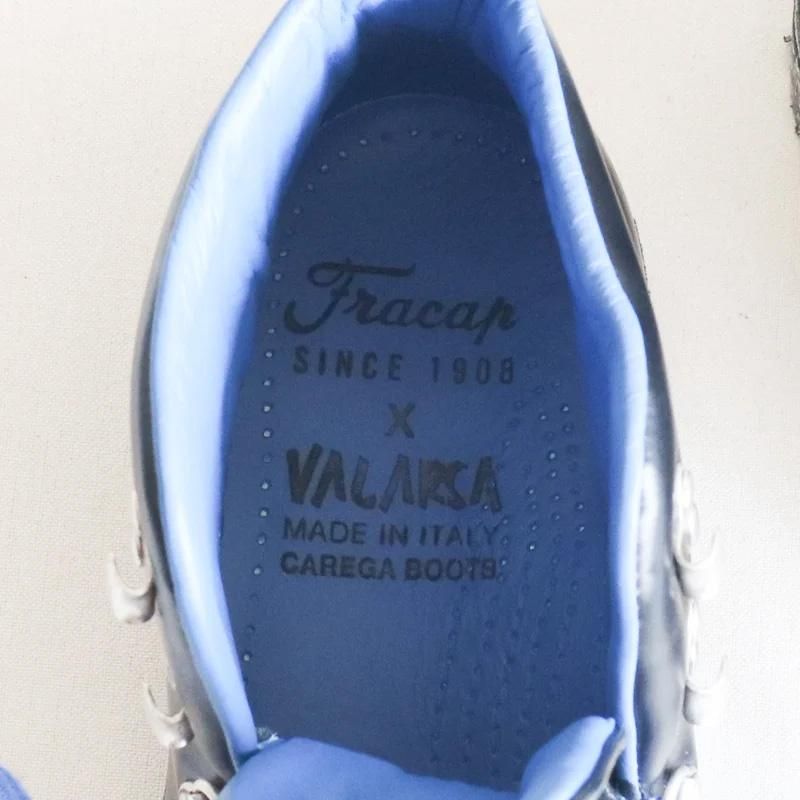 Fracap
SINCE 1908
X
VALARSA
MADE IN ITALY
CAREGA BOOTS